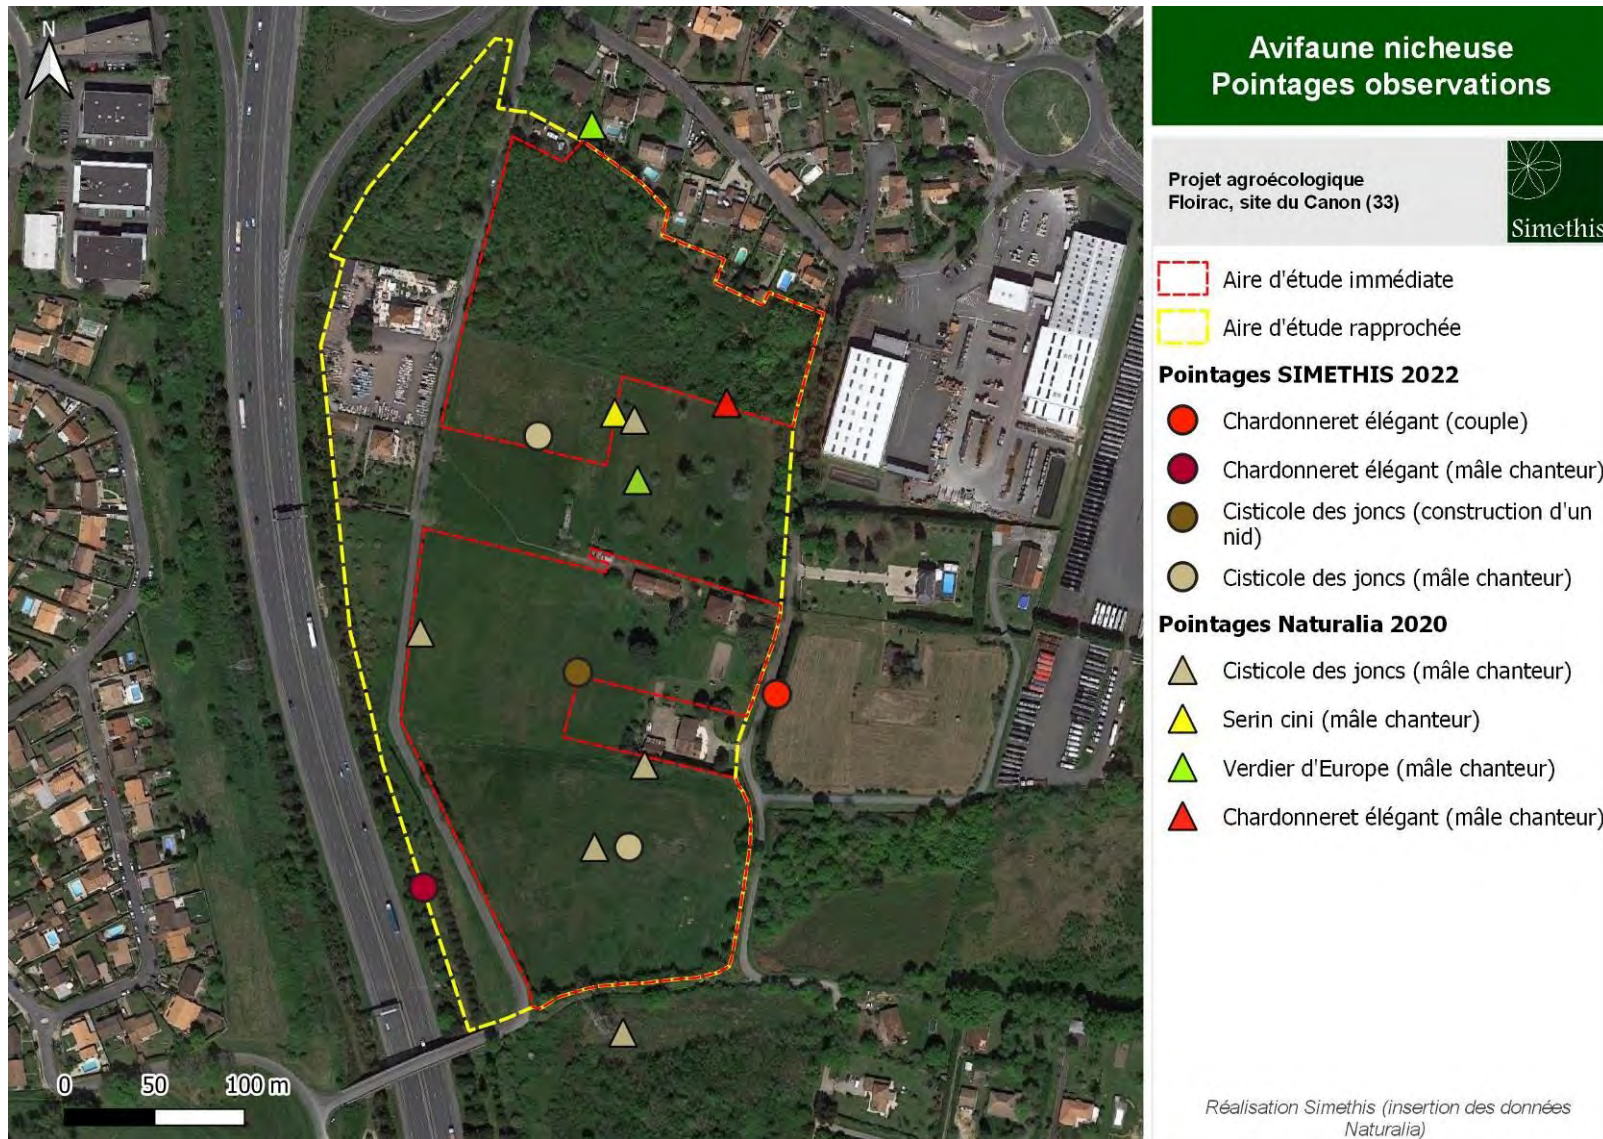 N
0 50 100 m
Avifaune nicheuse
Pointages observations
Projet agroécologique
Floirac, site du Canon (33)
Simethis
Aire d'étude immédiate
Aire d'étude rapprochée
Pointages SIMETHIS 2022
Chardonneret élégant (couple)
Chardonneret élégant (mâle chanteur)
Cisticole des joncs (construction d'un
nid)
Cisticole des joncs (mâle chanteur)
Pointages Naturalia 2020
Cisticole des joncs (mâle chanteur)
Serin cini (mâle chanteur)
Verdier d'Europe (mâle chanteur)
Chardonneret élégant (mâle chanteur)
Réalisation Simethis (insertion des données
Naturalia)